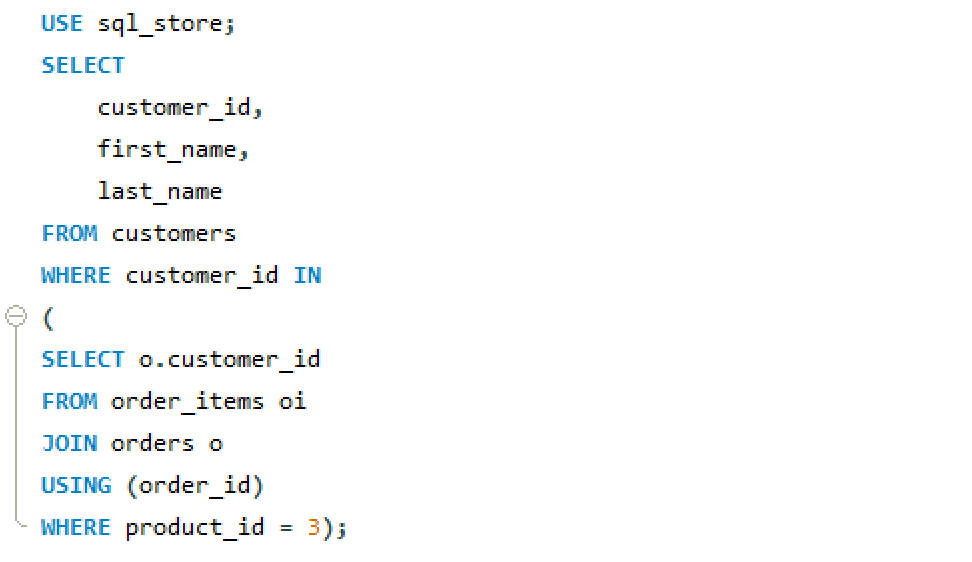 USE sql_store;
SELECT
    customer_id,
    first_name,
    last_name
FROM customers
WHERE customer_id IN
(
SELECT o.customer_id
FROM order_items oi
JOIN orders o
USING (order_id)
WHERE product_id = 3);